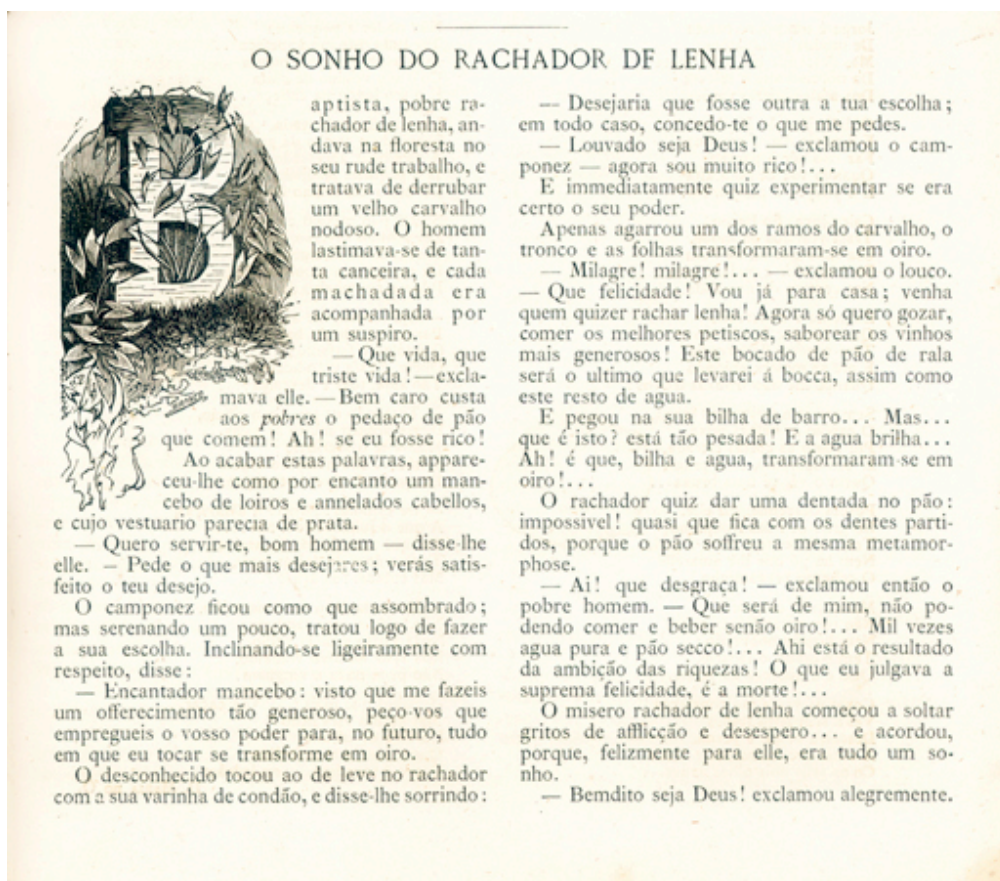 O SONHO DO RACHADOR DE LENHA
Baptista, pobre ra-
chador de lenha, an-
dava na floresta no
seu rude trabalho, e
tratava de derrubar
um velho carvalho
nodoso. O homem
lastimava-se de tan-
ta canceira, e cada
machadada era
acompanhada por
um suspiro.
— Que vida, que
triste vida! — excla-
mava elle. — Bem caro custa
aos pobres o pedaço de pão
que comem! Ah! se eu fosse rico!
Ao acabar estas palavras, appare-
ceu-lhe como por encanto um man-
cebo de loiros e annelados cabellos,
e cujo vestuario parecia de prata.
— Quero servir-te, bom homem — disse-lhe
elle. — Pede o que mais desejares; verás satis-
feito o teu desejo.
O camponez ficou como que assombrado;
mas serenando um pouco, tratou logo de fazer
a sua escolha. Inclinando-se ligeiramente com
respeito, disse:
— Encantador mancebo: visto que me fazeis
um offerecimento tão generoso, peço-vos que
empregueis o vosso poder para, no futuro, tudo
em que eu tocar se transforme em oiro.
O desconhecido tocou ao de leve no rachador
com a sua varinha de condão, e disse-lhe sorrindo:
— Desejaria que fosse outra a tua escolha;
em todo caso, concedo-te o que me pedes.
— Louvado seja Deus! — exclamou o cam-
ponez — agora sou muito rico!...
E immediatamente quiz experimentar se era
certo o seu poder.
Apenas agarrou um dos ramos do carvalho, o
tronco e as folhas transformaram-se em oiro.
— Milagre! milagre!... — exclamou o louco.
— Que felicidade! Vou já para casa; venha
quem quizer rachar lenha! Agora só quero gozar,
comer os melhores petiscos, saborear os vinhos
mais generosos! Este bocado de pão de rala
será o ultimo que levarei á bocca, assim como
este resto de agua.
E pegou na sua bilha de barro... Mas...
que é isto? está tão pesada! E a agua brilha...
Ah! é que, bilha e agua, transformaram-se em
oiro!...
O rachador quiz dar uma dentada no pão:
impossivel! quasi que fica com os dentes parti-
dos, porque o pão soffreu a mesma metamor-
phose.
— Ai! que desgraça! — exclamou então o
pobre homem. — Que será de mim, não po-
dendo comer e beber senão oiro!... Mil vezes
agua pura e pão secco!... Ahi está o resultado
da ambição das riquezas! O que eu julgava a
suprema felicidade, é a morte!...
O misero rachador de lenha começou a soltar
gritos de afflicção e desespero... e acordou,
porque, felizmente para elle, era tudo um so-
nho.
— Bemdito seja Deus! exclamou alegremente.